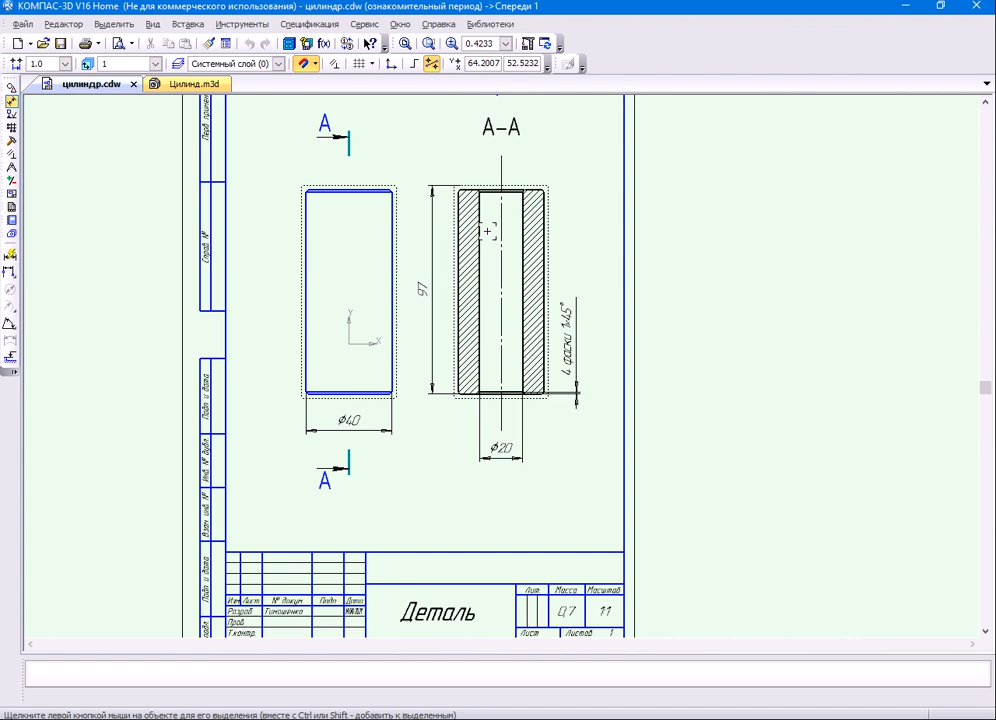 КОМПАС-3D V16 Home (Не для коммерческого использования) - цилиндр.cdw (ознакомительный период) ->Спереди 1
Файл Редактор Выделить Вид Вставка Инструменты Спецификация Сервис Окно Справка Библиотеки
f(x) 0.4233
1.0 1 Системный слой (0) 64.2007 52.5232
цилиндр.cdw Цилинд.m3d
А А-А
Перв. примен.
Справ. №
Y
X
97
4 фаски 1x45°
⌀40
⌀20
А
Подп. и дата
Инв. № дубл.
Взам. инв. №
Подп. и дата
Лит. Масса Масштаб
Изм. Лист № докум. Подп. Дата
Разраб. Тимошенко
Деталь
0,7 1:1
Пров.
Т.контр. Лист Листов 1
Щелкните левой кнопкой мыши на объекте для его выделения (вместе с Ctrl или Shift - добавить к выделенным)